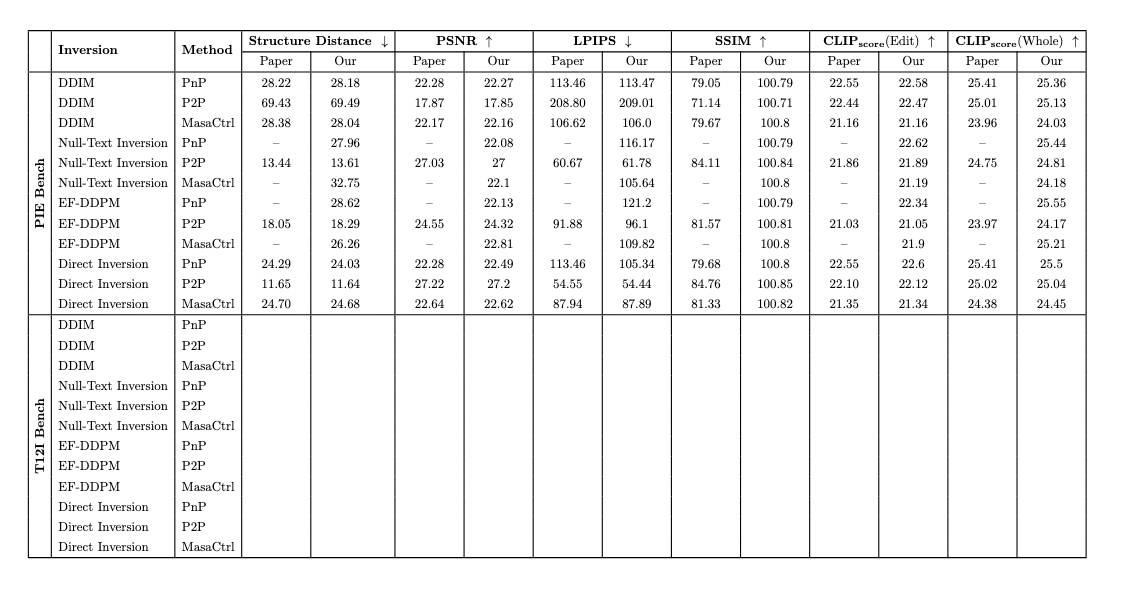 Inversion Method Structure Distance ↓ PSNR ↑ LPIPS ↓ SSIM ↑ CLIPscore(Edit) ↑ CLIPscore(Whole) ↑
Paper Our Paper Our Paper Our Paper Our Paper Our Paper Our
PIE Bench
DDIM PnP 28.22 28.18 22.28 22.27 113.46 113.47 79.05 100.79 22.55 22.58 25.41 25.36
DDIM P2P 69.43 69.49 17.87 17.85 208.80 209.01 71.14 100.71 22.44 22.47 25.01 25.13
DDIM MasaCtrl 28.38 28.04 22.17 22.16 106.62 106.0 79.67 100.8 21.16 21.16 23.96 24.03
Null-Text Inversion PnP – 27.96 – 22.08 – 116.17 – 100.79 – 22.62 – 25.44
Null-Text Inversion P2P 13.44 13.61 27.03 27 60.67 61.78 84.11 100.84 21.86 21.89 24.75 24.81
Null-Text Inversion MasaCtrl – 32.75 – 22.1 – 105.64 – 100.8 – 21.19 – 24.18
EF-DDPM PnP – 28.62 – 22.13 – 121.2 – 100.79 – 22.34 – 25.55
EF-DDPM P2P 18.05 18.29 24.55 24.32 91.88 96.1 81.57 100.81 21.03 21.05 23.97 24.17
EF-DDPM MasaCtrl – 26.26 – 22.81 – 109.82 – 100.8 – 21.9 – 25.21
Direct Inversion PnP 24.29 24.03 22.28 22.49 113.46 105.34 79.68 100.8 22.55 22.6 25.41 25.5
Direct Inversion P2P 11.65 11.64 27.22 27.2 54.55 54.44 84.76 100.85 22.10 22.12 25.02 25.04
Direct Inversion MasaCtrl 24.70 24.68 22.64 22.62 87.94 87.89 81.33 100.82 21.35 21.34 24.38 24.45
T12I Bench
DDIM PnP
DDIM P2P
DDIM MasaCtrl
Null-Text Inversion PnP
Null-Text Inversion P2P
Null-Text Inversion MasaCtrl
EF-DDPM PnP
EF-DDPM P2P
EF-DDPM MasaCtrl
Direct Inversion PnP
Direct Inversion P2P
Direct Inversion MasaCtrl